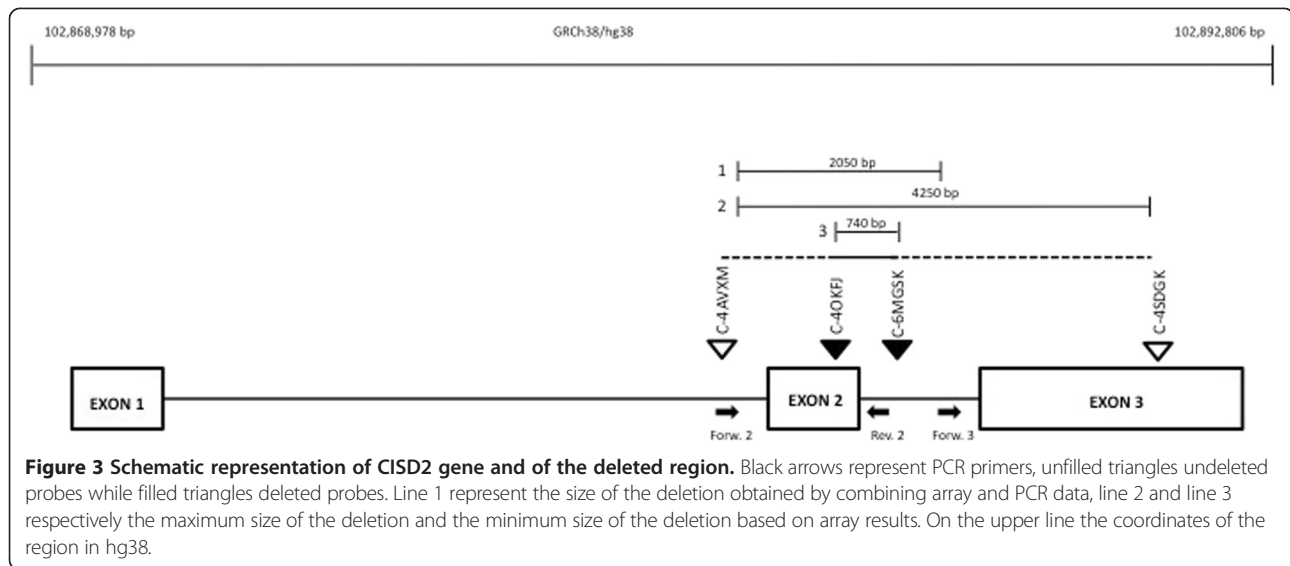 102,868,978 bp GRCh38/hg38 102,892,806 bp
1 2050 bp
2 4250 bp
3 740 bp
C-4AVXM C-4OKFJ C-6MGSK C-4SDGK
EXON 1 EXON 2 EXON 3
Forw. 2 Rev. 2 Forw. 3
Figure 3 Schematic representation of CISD2 gene and of the deleted region. Black arrows represent PCR primers, unfilled triangles undeleted
probes while filled triangles deleted probes. Line 1 represent the size of the deletion obtained by combining array and PCR data, line 2 and line 3
respectively the maximum size of the deletion and the minimum size of the deletion based on array results. On the upper line the coordinates of the
region in hg38.